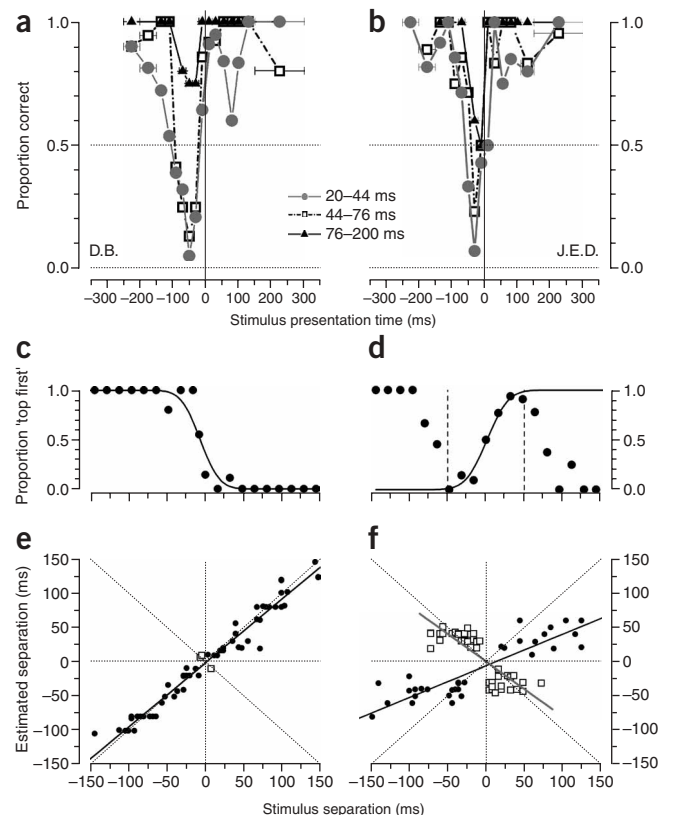 a b
1.0 1.0
0.5 0.5
0.0 0.0
Proportion correct
20–44 ms
44–76 ms
76–200 ms
D.B. J.E.D.
−300 −200 −100 0 100 200 300 −300 −200 −100 0 100 200 300
Stimulus presentation time (ms)
c d
1.0 1.0
0.5 0.5
0.0 0.0
Proportion 'top first'
e f
150 150
100 100
50 50
0 0
−50 −50
−100 −100
−150 −150
Estimated separation (ms)
−150 −100 −50 0 50 100 150 −150 −100 −50 0 50 100 150
Stimulus separation (ms)